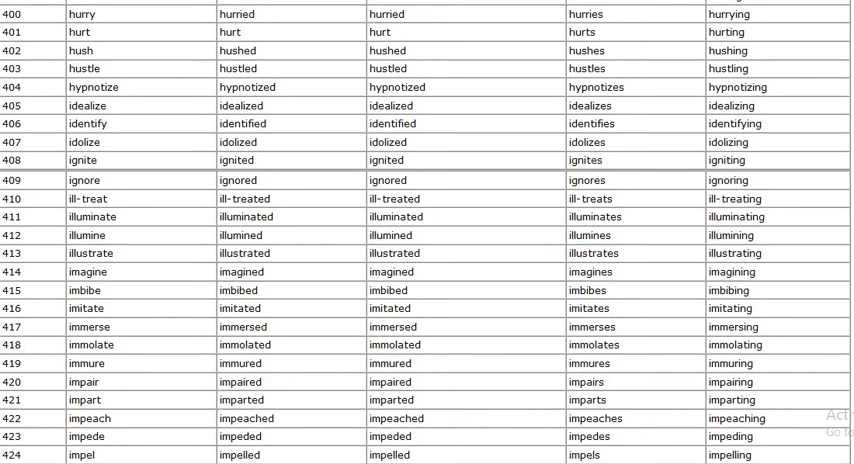 400 hurry hurried hurried hurries hurrying
401 hurt hurt hurt hurts hurting
402 hush hushed hushed hushes hushing
403 hustle hustled hustled hustles hustling
404 hypnotize hypnotized hypnotized hypnotizes hypnotizing
405 idealize idealized idealized idealizes idealizing
406 identify identified identified identifies identifying
407 idolize idolized idolized idolizes idolizing
408 ignite ignited ignited ignites igniting
409 ignore ignored ignored ignores ignoring
410 ill-treat ill-treated ill-treated ill-treats ill-treating
411 illuminate illuminated illuminated illuminates illuminating
412 illumine illumined illumined illumines illumining
413 illustrate illustrated illustrated illustrates illustrating
414 imagine imagined imagined imagines imagining
415 imbibe imbibed imbibed imbibes imbibing
416 imitate imitated imitated imitates imitating
417 immerse immersed immersed immerses immersing
418 immolate immolated immolated immolates immolating
419 immure immured immured immures immuring
420 impair impaired impaired impairs impairing
421 impart imparted imparted imparts imparting
422 impeach impeached impeached impeaches impeaching
423 impede impeded impeded impedes impeding
424 impel impelled impelled impels impelling
Go to